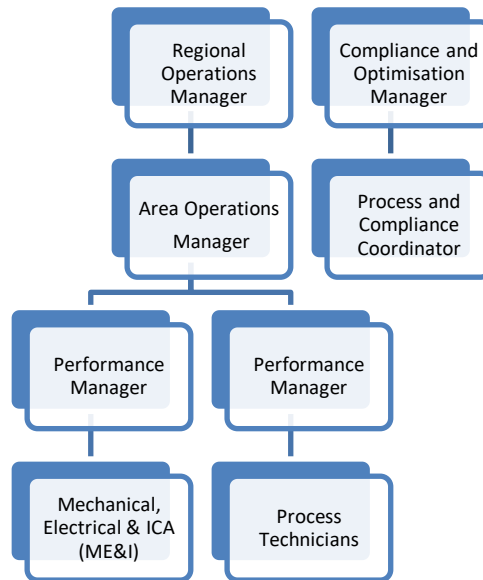 Regional
Operations
Manager
Compliance and
Optimisation
Manager
Area Operations
Manager
Process and
Compliance
Coordinator
Performance
Manager
Performance
Manager
Mechanical,
Electrical & ICA
(ME&I)
Process
Technicians